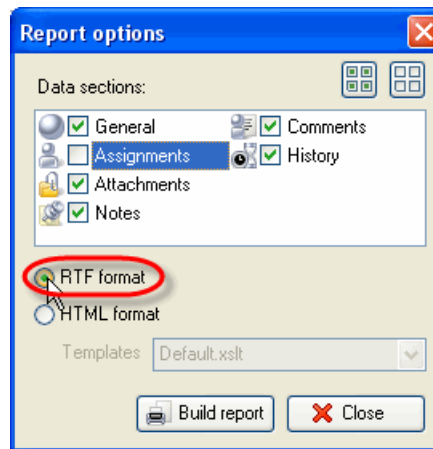 Report options
Data sections:
General
Comments
Assignments
History
Attachments
Notes
RTF format
HTML format
Templates Default.xslt
Build report Close